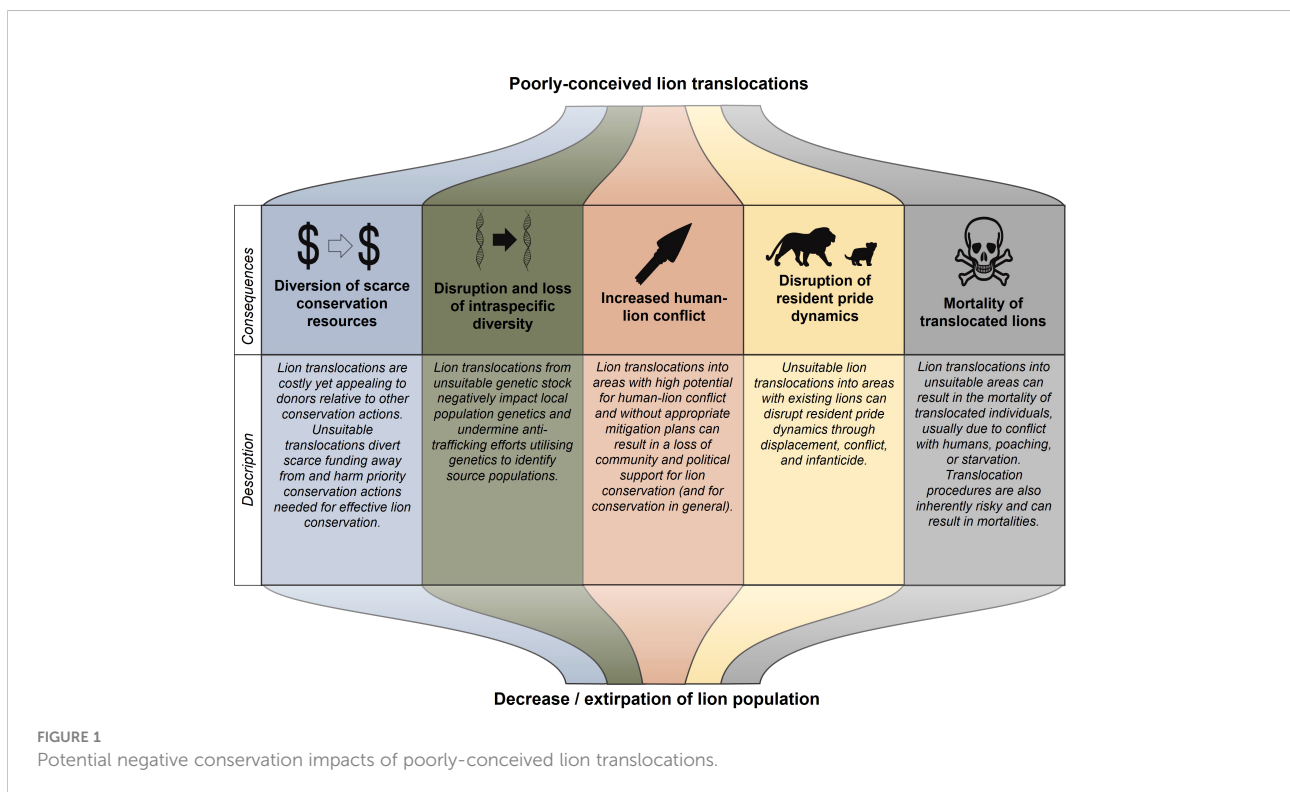 Poorly-conceived lion translocations
Consequences
$ $
Diversion of scarce
conservation
resources
Disruption and loss
of intraspecific
diversity
Increased human-
lion conflict
Disruption of
resident pride
dynamics
Mortality of
translocated lions
Description
Lion translocations are
costly yet appealing to
donors relative to other
conservation actions.
Unsuitable
translocations divert
scarce funding away
from and harm priority
conservation actions
needed for effective lion
conservation.
Lion translocations from
unsuitable genetic stock
negatively impact local
population genetics and
undermine anti-
trafficking efforts utilising
genetics to identify
source populations.
Lion translocations into
areas with high potential
for human-lion conflict
and without appropriate
mitigation plans can
result in a loss of
community and political
support for lion
conservation (and for
conservation in general).
Unsuitable lion
translocations into areas
with existing lions can
disrupt resident pride
dynamics through
displacement, conflict,
and infanticide.
Lion translocations into
unsuitable areas can
result in the mortality of
translocated individuals,
usually due to conflict
with humans, poaching,
or starvation.
Translocation
procedures are also
inherently risky and can
result in mortalities.
Decrease / extirpation of lion population
FIGURE 1
Potential negative conservation impacts of poorly-conceived lion translocations.